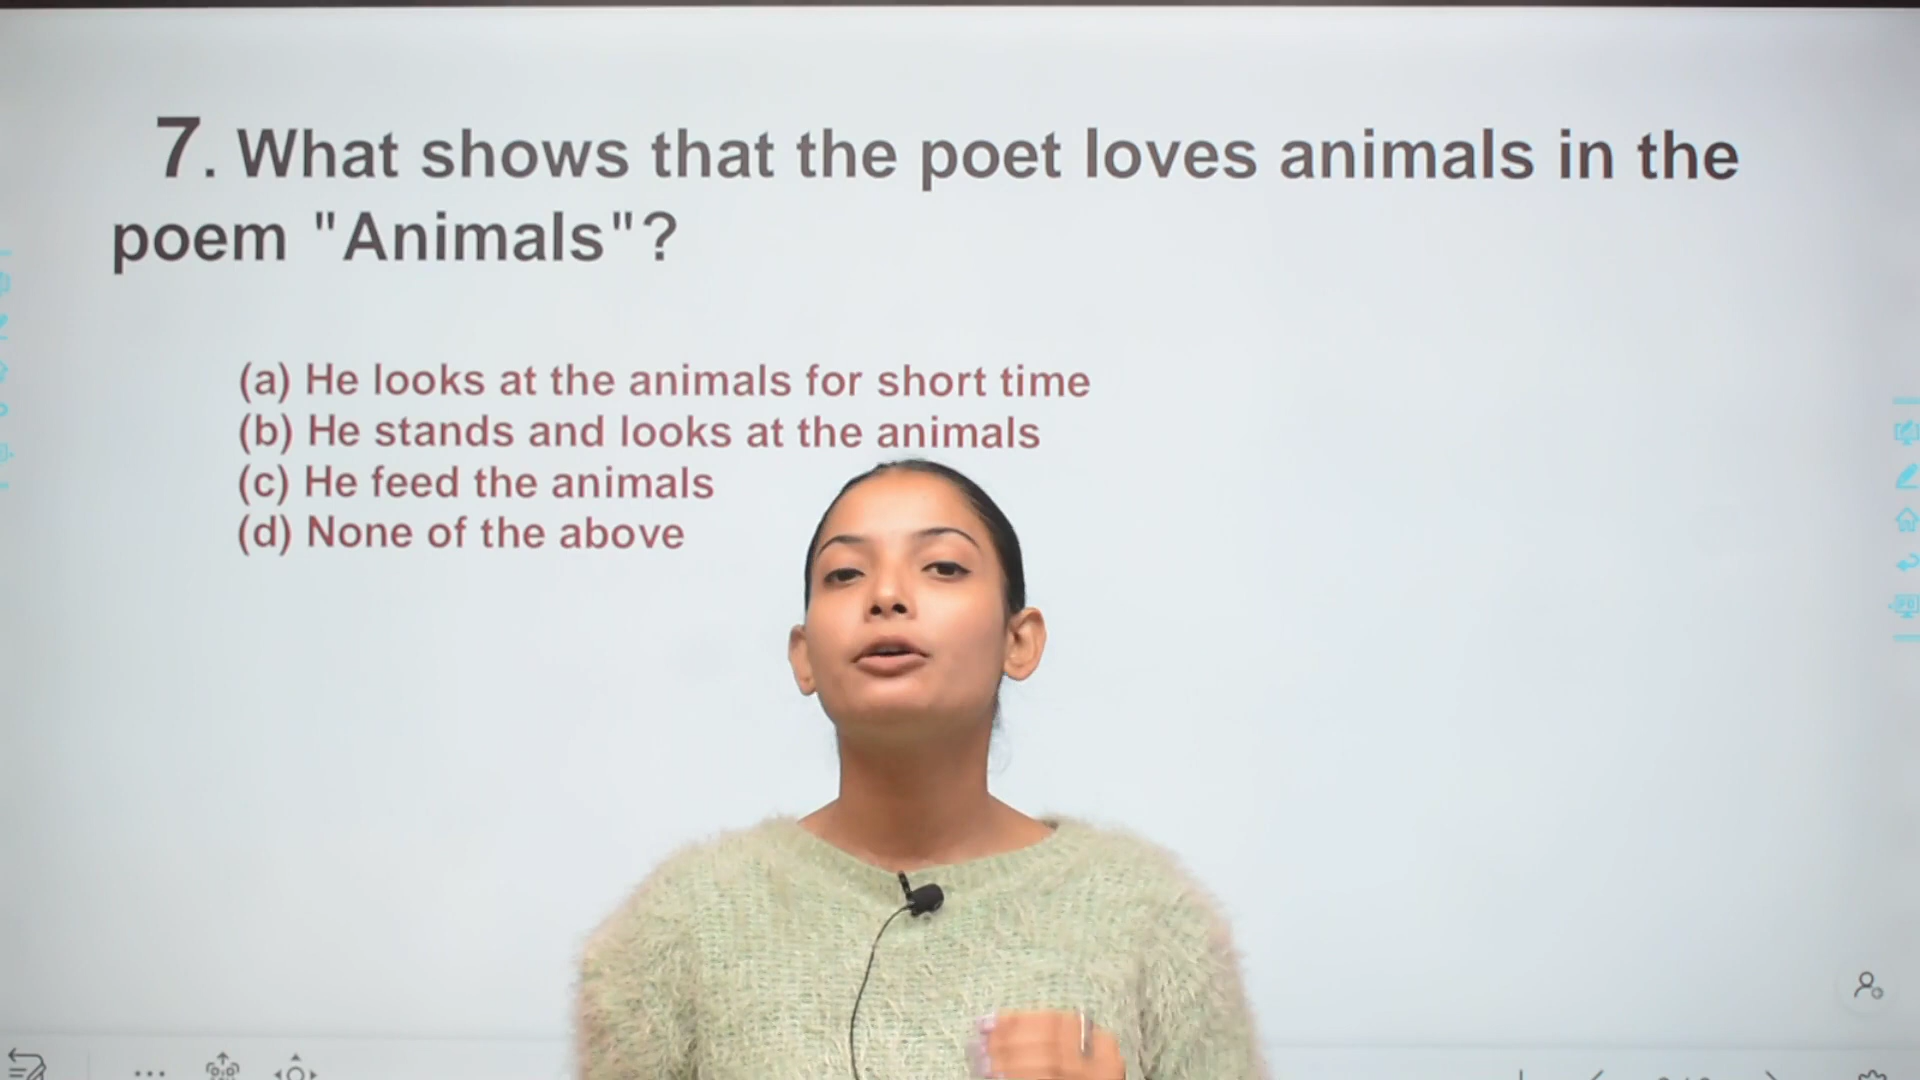 7. What shows that the poet loves animals in the
poem "Animals"?
(a) He looks at the animals for short time
(b) He stands and looks at the animals
(c) He feed the animals
(d) None of the above